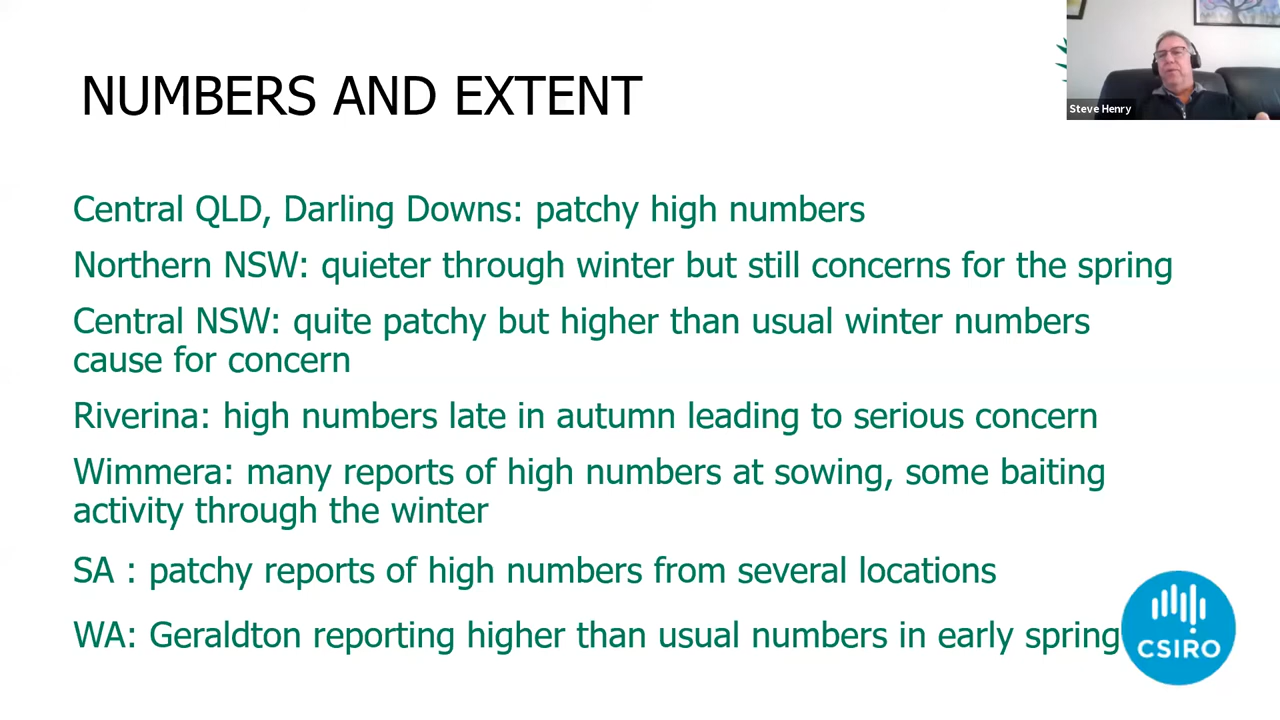 Steve Henry
NUMBERS AND EXTENT
Central QLD, Darling Downs: patchy high numbers
Northern NSW: quieter through winter but still concerns for the spring
Central NSW: quite patchy but higher than usual winter numbers
cause for concern
Riverina: high numbers late in autumn leading to serious concern
Wimmera: many reports of high numbers at sowing, some baiting
activity through the winter
SA : patchy reports of high numbers from several locations
WA: Geraldton reporting higher than usual numbers in early spring
CSIRO